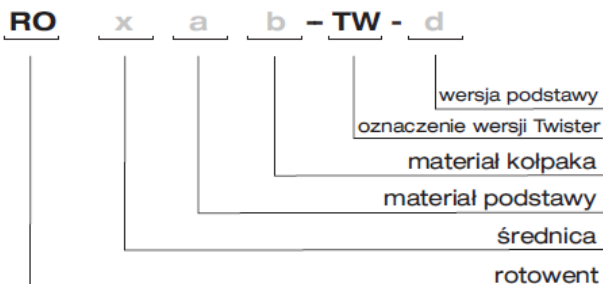 RO x a b – TW - d
wersja podstawy
oznaczenie wersji Twister
materiał kołpaka
materiał podstawy
średnica
rotowent